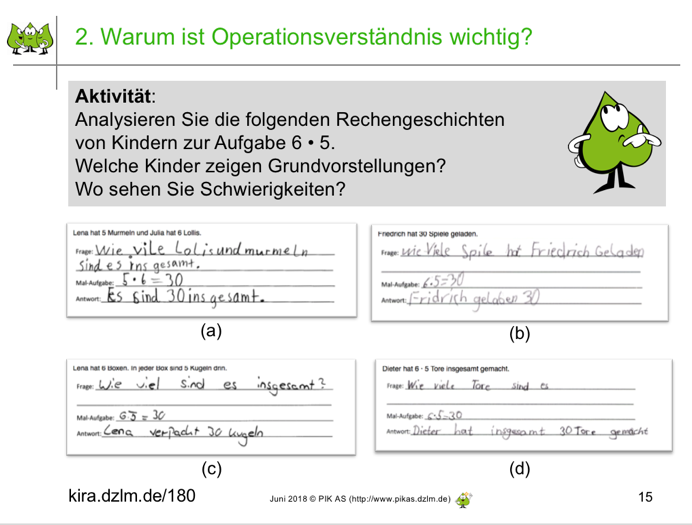 2. Warum ist Operationsverständnis wichtig?
Aktivität:
Analysieren Sie die folgenden Rechengeschichten
von Kindern zur Aufgabe 6 • 5.
Welche Kinder zeigen Grundvorstellungen?
Wo sehen Sie Schwierigkeiten?
Lena hat 5 Murmeln und Julia hat 6 Lollis.
Frage: Wie vile Lolis und murmeln
sind es ins gesamt.
Mal-Aufgabe: 5 · 6 = 30
Antwort: Es sind 30 ins gesamt.
(a)
Friedrich hat 30 Spiele geladen.
Frage: wie Viele Spile hat Friedrich Geladen
Mal-Aufgabe: 6·5=30
Antwort: Fridrich geladen 30
(b)
Lena hat 6 Boxen. In jeder Box sind 5 Kugeln drin.
Frage: Wie viel sind es insgesamt?
Mal-Aufgabe: 6·5 = 30
Antwort: Lena verpackt 30 kugeln
(c)
Dieter hat 6 · 5 Tore insgesamt gemacht.
Frage: Wie viele Tore sind es
Mal-Aufgabe: 6·5=30
Antwort: Dieter hat insgesamt 30 Tore gemacht
(d)
kira.dzlm.de/180
Juni 2018 © PIK AS (http://www.pikas.dzlm.de)
15